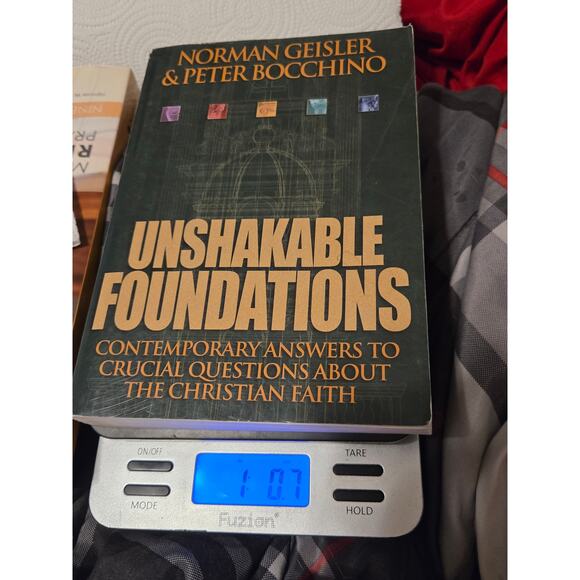 NORMAN GEISLER
& PETER BOCCHINO
UNSHAKABLE
FOUNDATIONS
CONTEMPORARY ANSWERS TO
CRUCIAL QUESTIONS ABOUT
THE CHRISTIAN FAITH
ON/OFF
MODE
1: 0.7
TARE
HOLD
Fuzion®